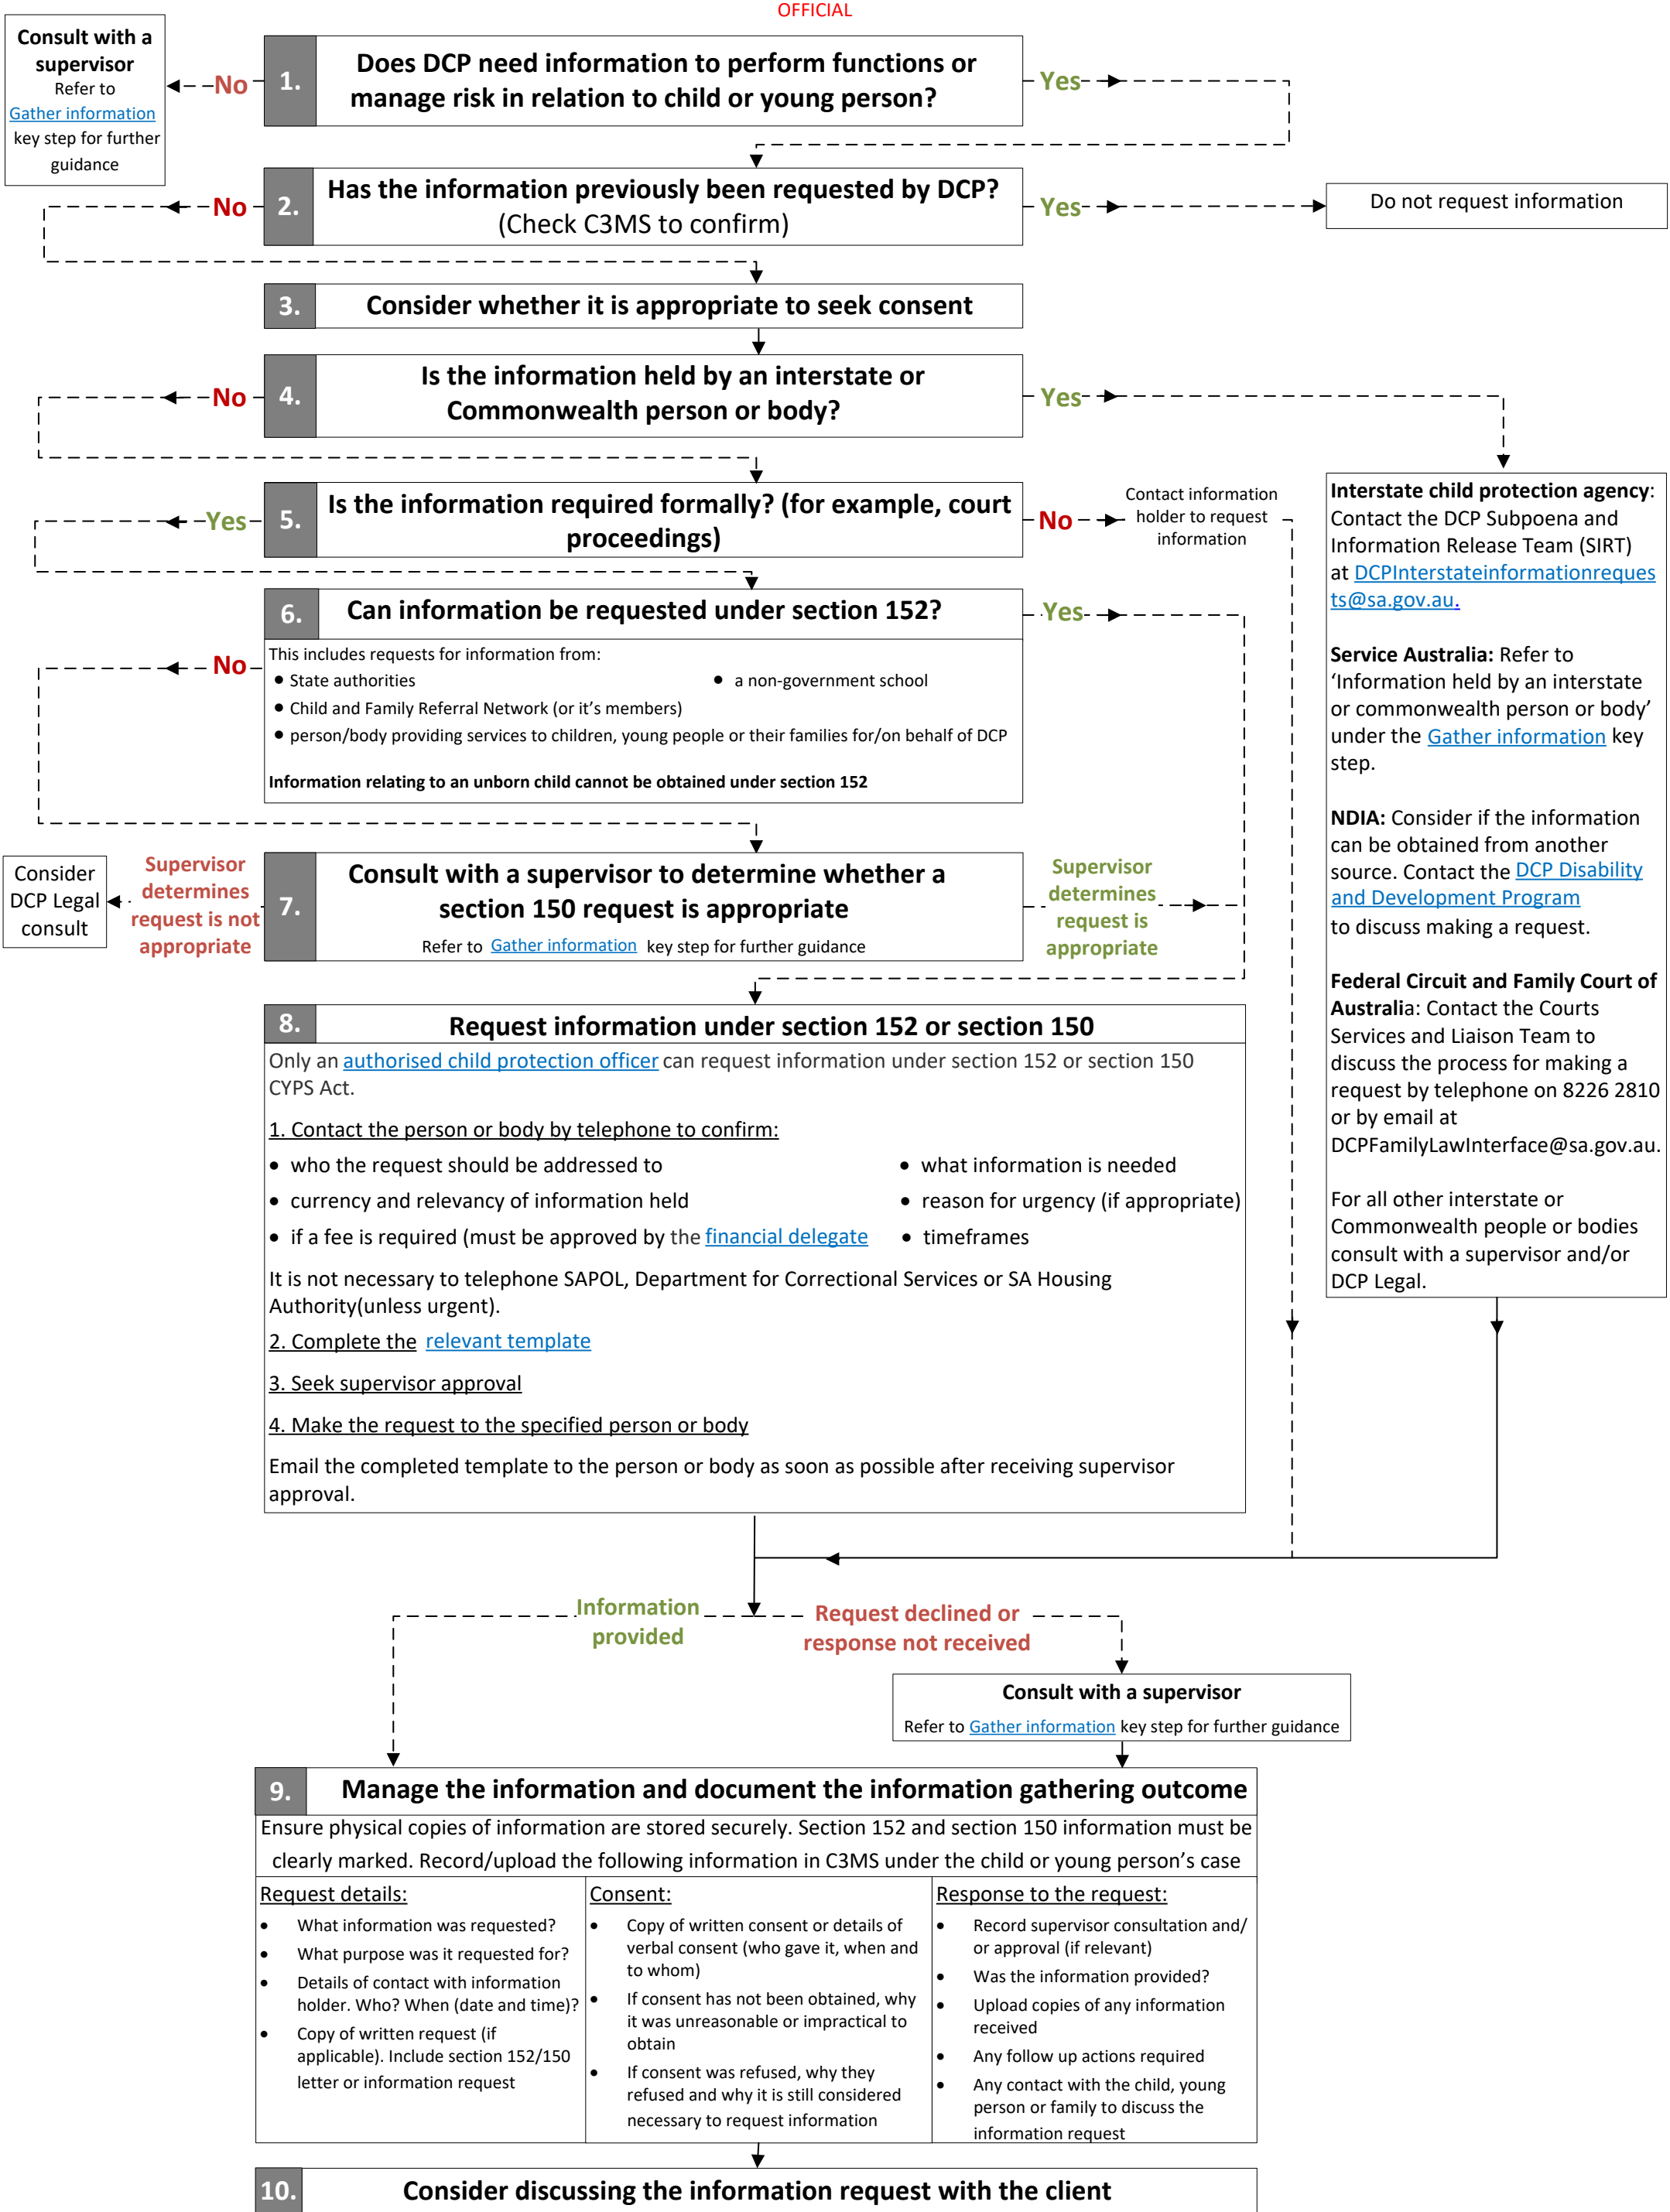 OFFICIAL
Consult with a
supervisor
Refer to
Gather information
key step for further
guidance
No
1.
Does DCP need information to perform functions or
manage risk in relation to child or young person?
Yes
No
2.
Has the information previously been requested by DCP?
(Check C3MS to confirm)
Yes
Do not request information
3.
Consider whether it is appropriate to seek consent
No
4.
Is the information held by an interstate or
Commonwealth person or body?
Yes
Yes
5.
Is the information required formally? (for example, court
proceedings)
No
Contact information
holder to request
information
Interstate child protection agency:
Contact the DCP Subpoena and
Information Release Team (SIRT)
at DCPInterstateinformationreques
ts@sa.gov.au.
Service Australia: Refer to
‘Information held by an interstate
or commonwealth person or body’
under the Gather information key
step.
NDIA: Consider if the information
can be obtained from another
source. Contact the DCP Disability
and Development Program
to discuss making a request.
Federal Circuit and Family Court of
Australia: Contact the Courts
Services and Liaison Team to
discuss the process for making a
request by telephone on 8226 2810
or by email at
DCPFamilyLawInterface@sa.gov.au.
For all other interstate or
Commonwealth people or bodies
consult with a supervisor and/or
DCP Legal.
6.
Can information be requested under section 152?
Yes
No
This includes requests for information from:
• State authorities
• a non-government school
• Child and Family Referral Network (or it’s members)
• person/body providing services to children, young people or their families for/on behalf of DCP
Information relating to an unborn child cannot be obtained under section 152
Consider
DCP Legal
consult
Supervisor
determines
request is not
appropriate
7.
Consult with a supervisor to determine whether a
section 150 request is appropriate
Refer to Gather information key step for further guidance
Supervisor
determines
request is
appropriate
8.
Request information under section 152 or section 150
Only an authorised child protection officer can request information under section 152 or section 150
CYPS Act.
1. Contact the person or body by telephone to confirm:
• who the request should be addressed to
• what information is needed
• currency and relevancy of information held
• reason for urgency (if appropriate)
• if a fee is required (must be approved by the financial delegate
• timeframes
It is not necessary to telephone SAPOL, Department for Correctional Services or SA Housing
Authority(unless urgent).
2. Complete the relevant template
3. Seek supervisor approval
4. Make the request to the specified person or body
Email the completed template to the person or body as soon as possible after receiving supervisor
approval.
Information
provided
Request declined or
response not received
Consult with a supervisor
Refer to Gather information key step for further guidance
9.
Manage the information and document the information gathering outcome
Ensure physical copies of information are stored securely. Section 152 and section 150 information must be
clearly marked. Record/upload the following information in C3MS under the child or young person’s case
Request details:
• What information was requested?
• What purpose was it requested for?
• Details of contact with information
holder. Who? When (date and time)?
• Copy of written request (if
applicable). Include section 152/150
letter or information request
Consent:
• Copy of written consent or details of
verbal consent (who gave it, when and
to whom)
• If consent has not been obtained, why
it was unreasonable or impractical to
obtain
• If consent was refused, why they
refused and why it is still considered
necessary to request information
Response to the request:
• Record supervisor consultation and/
or approval (if relevant)
• Was the information provided?
• Upload copies of any information
received
• Any follow up actions required
• Any contact with the child, young
person or family to discuss the
information request
10.
Consider discussing the information request with the client